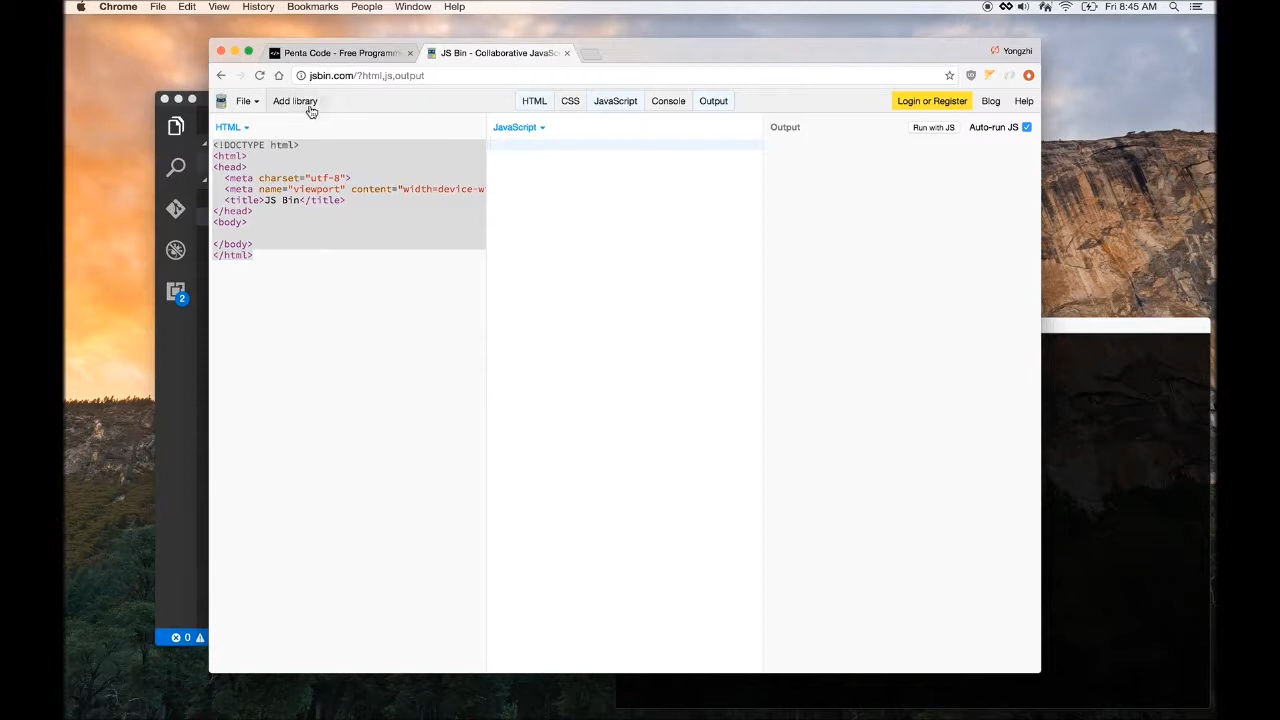 Chrome File Edit View History Bookmarks People Window Help Fri 8:45 AM
Penta Code - Free Programm × JS Bin - Collaborative JavaSc × Yongzhi
jsbin.com/?html,js,output
File Add library HTML CSS JavaScript Console Output Login or Register Blog Help
HTML JavaScript Output Run with JS Auto-run JS
<!DOCTYPE html>
<html>
<head>
<meta charset="utf-8">
<meta name="viewport" content="width=device-w
<title>JS Bin</title>
</head>
<body>
</body>
</html>
2
0